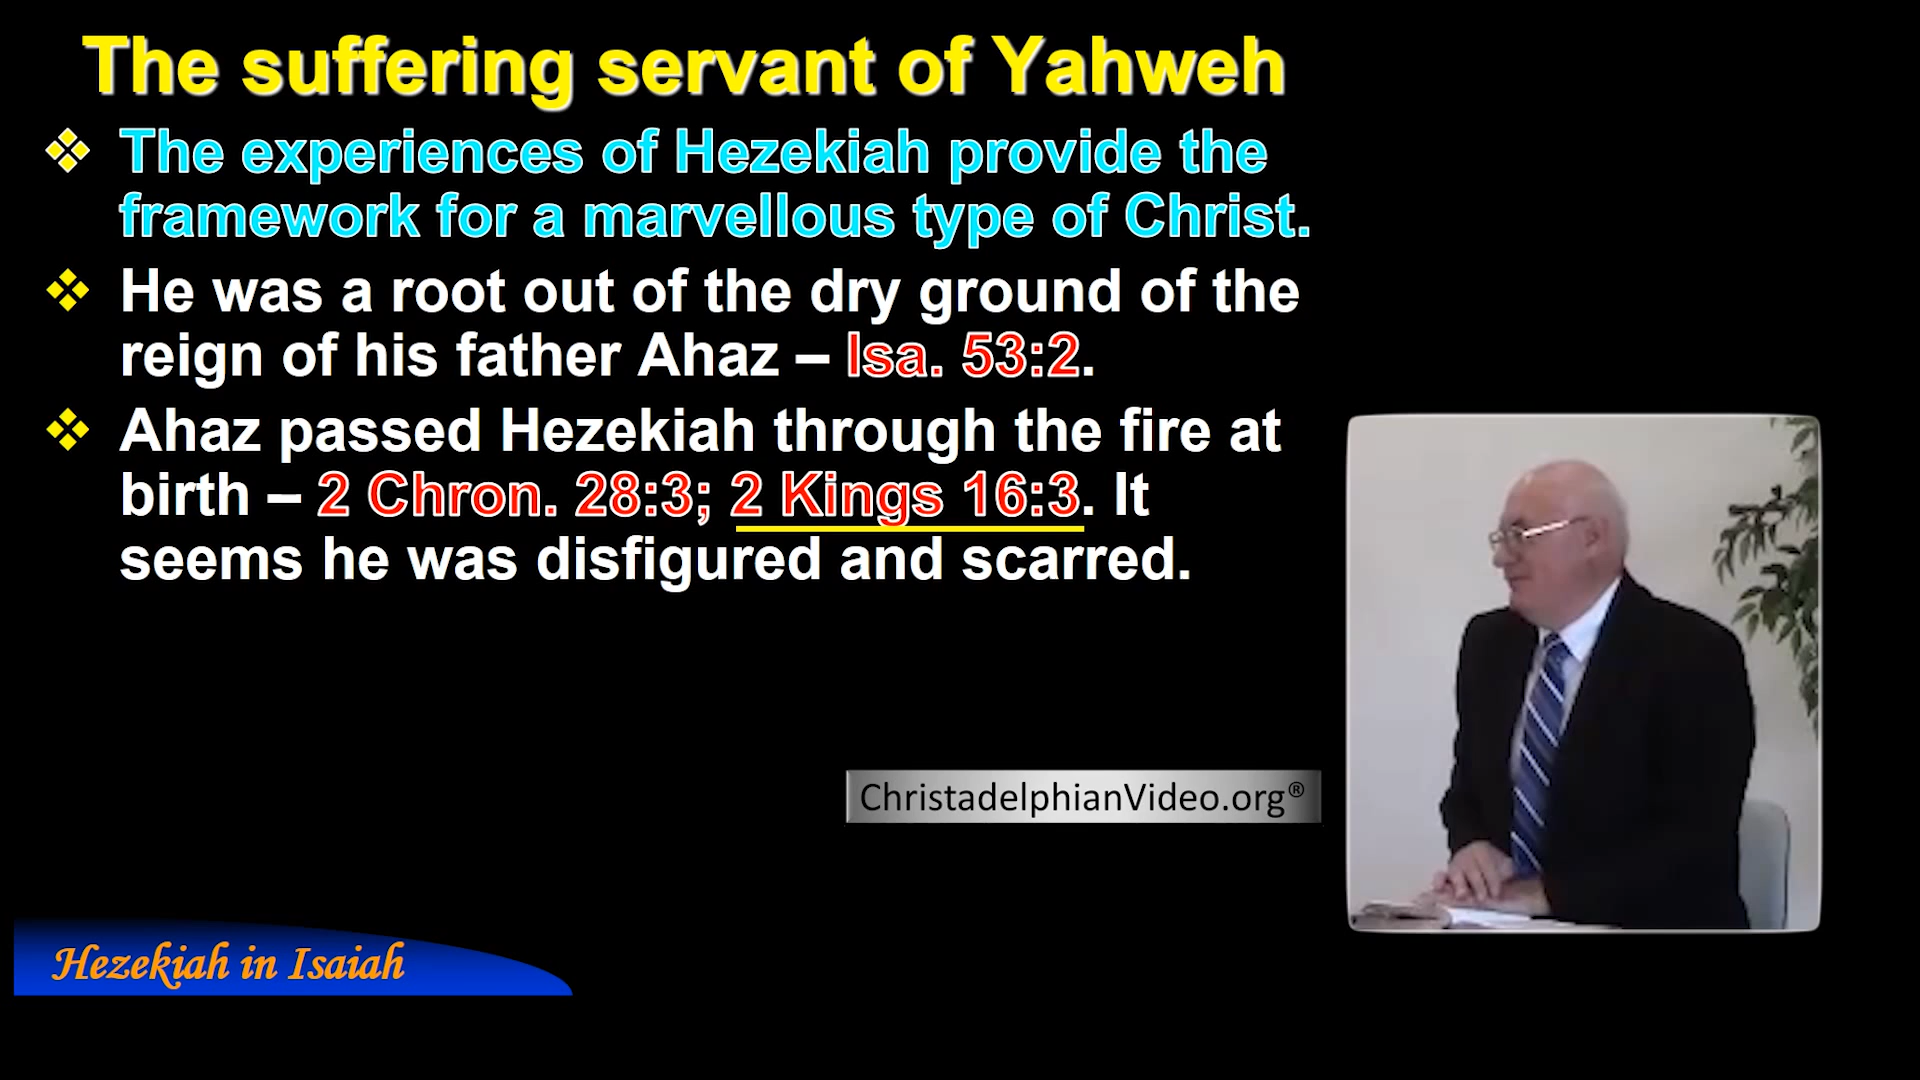 The suffering servant of Yahweh
❖ The experiences of Hezekiah provide the
framework for a marvellous type of Christ.
❖ He was a root out of the dry ground of the
reign of his father Ahaz – Isa. 53:2.
❖ Ahaz passed Hezekiah through the fire at
birth – 2 Chron. 28:3; 2 Kings 16:3. It
seems he was disfigured and scarred.
ChristadelphianVideo.org®
Hezekiah in Isaiah